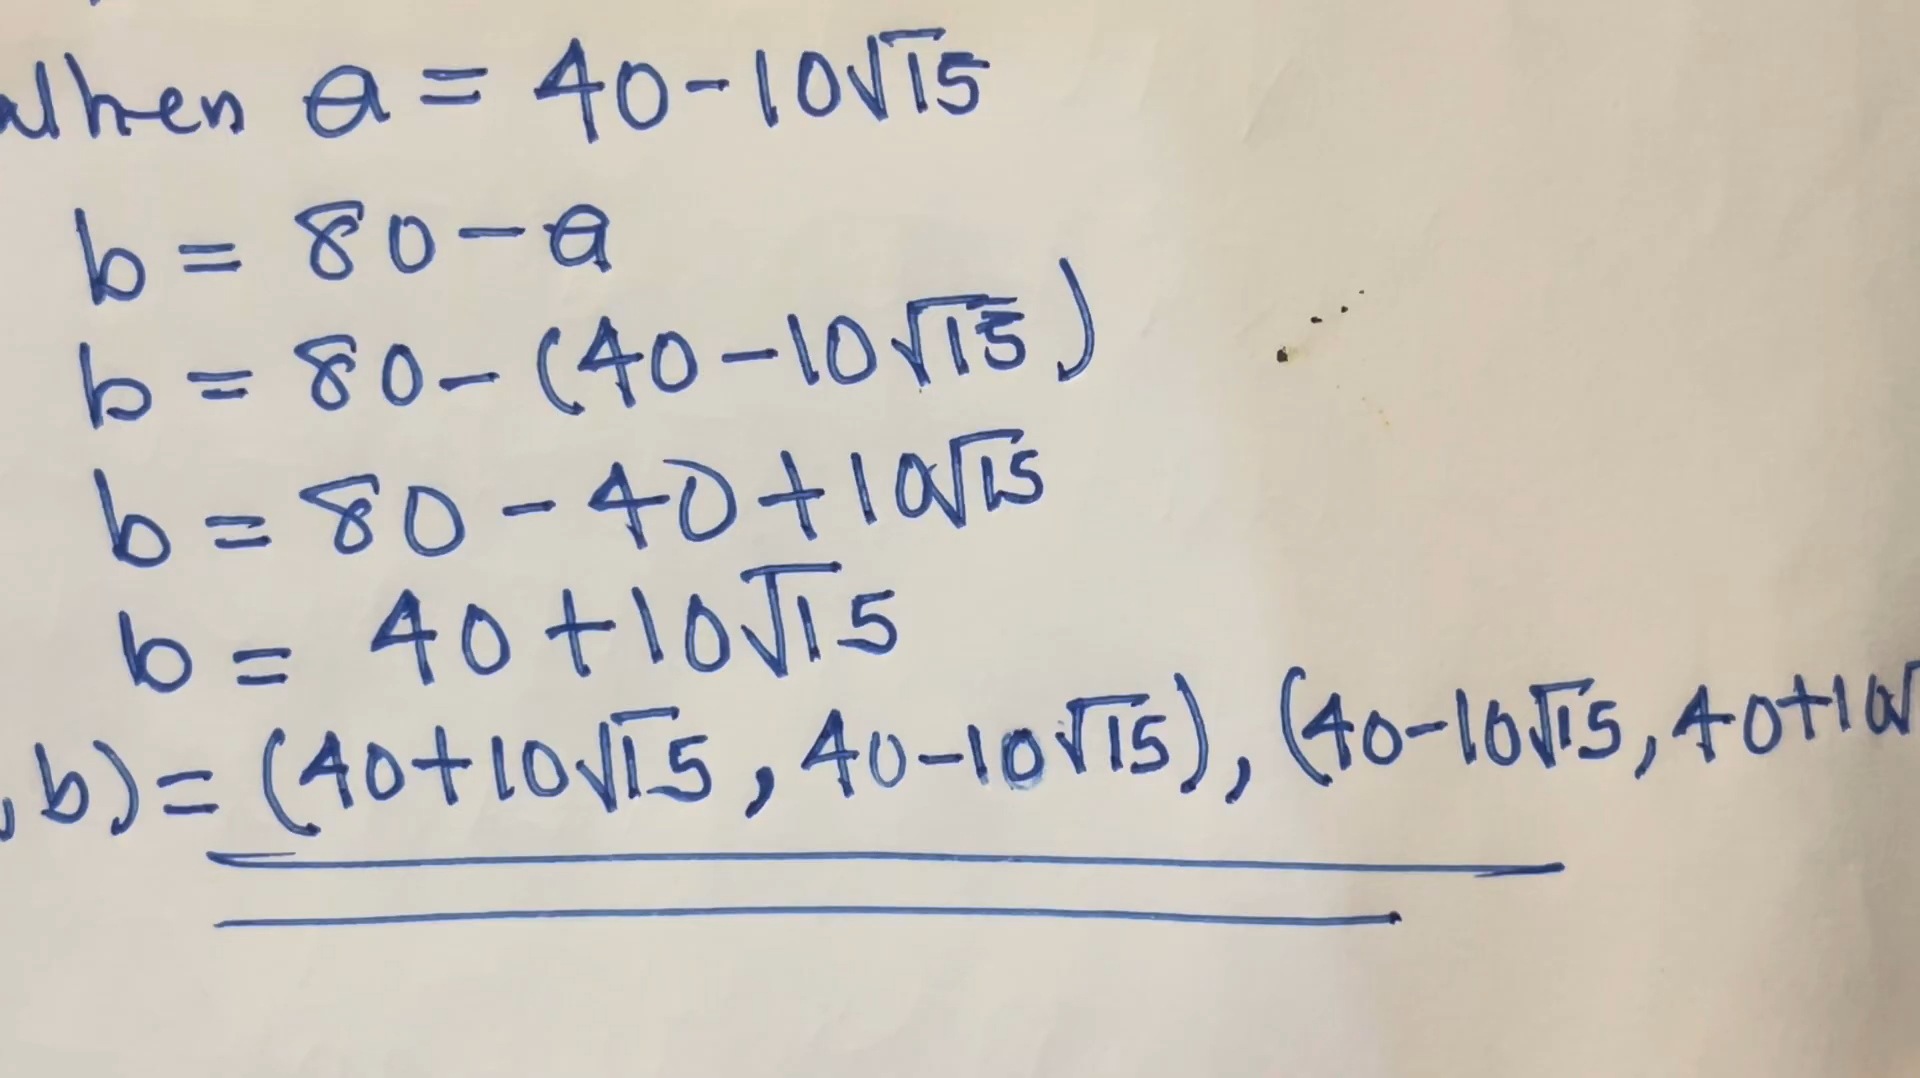 When a = 40-10√15
b = 80-a
b = 80-(40-10√15)
b = 80-40+10√15
b = 40+10√15
,b)=(40+10√15, 40-10√15), (40-10√15, 40+10√